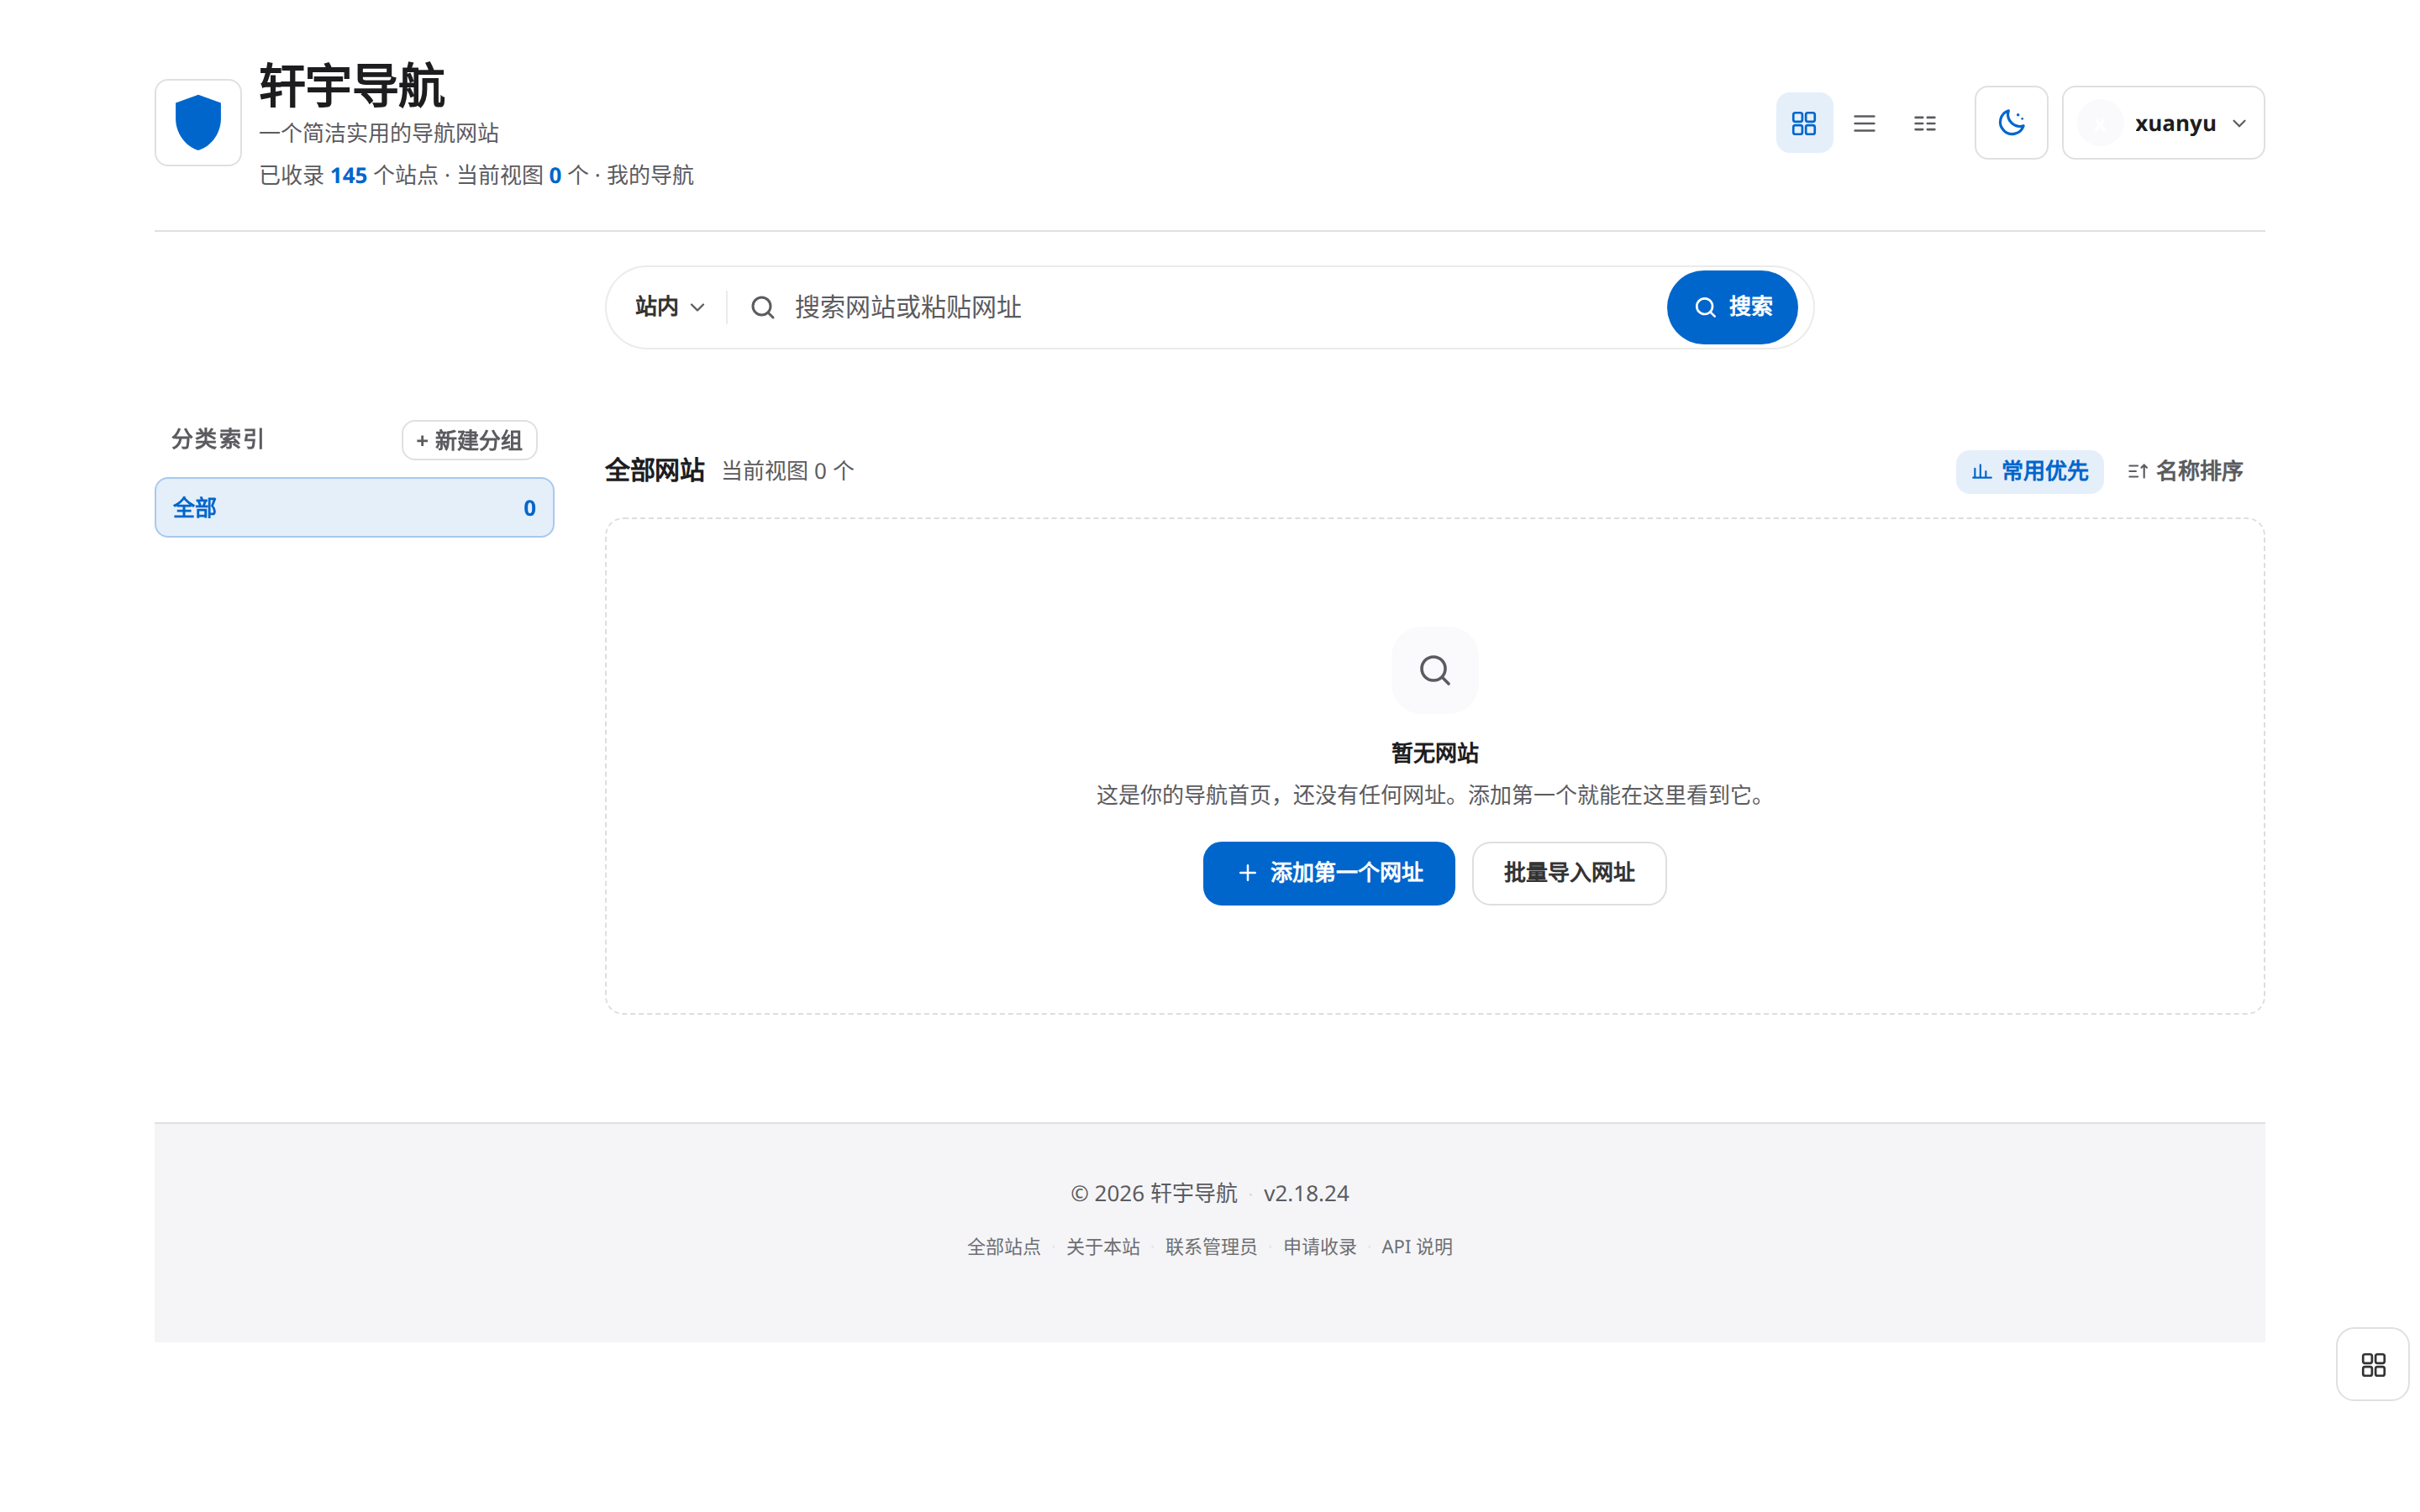 轩宇导航
一个简洁实用的导航网站
已收录 145 个站点 · 当前视图 0 个 · 我的导航
xuanyu
站内
搜索网站或粘贴网址
搜索
分类索引
+ 新建分组
全部 0
全部网站 当前视图 0 个
常用优先
名称排序
暂无网站
这是你的导航首页，还没有任何网址。添加第一个就能在这里看到它。
添加第一个网址
批量导入网址
© 2026 轩宇导航 · v2.18.24
全部站点 · 关于本站 · 联系管理员 · 申请收录 · API 说明